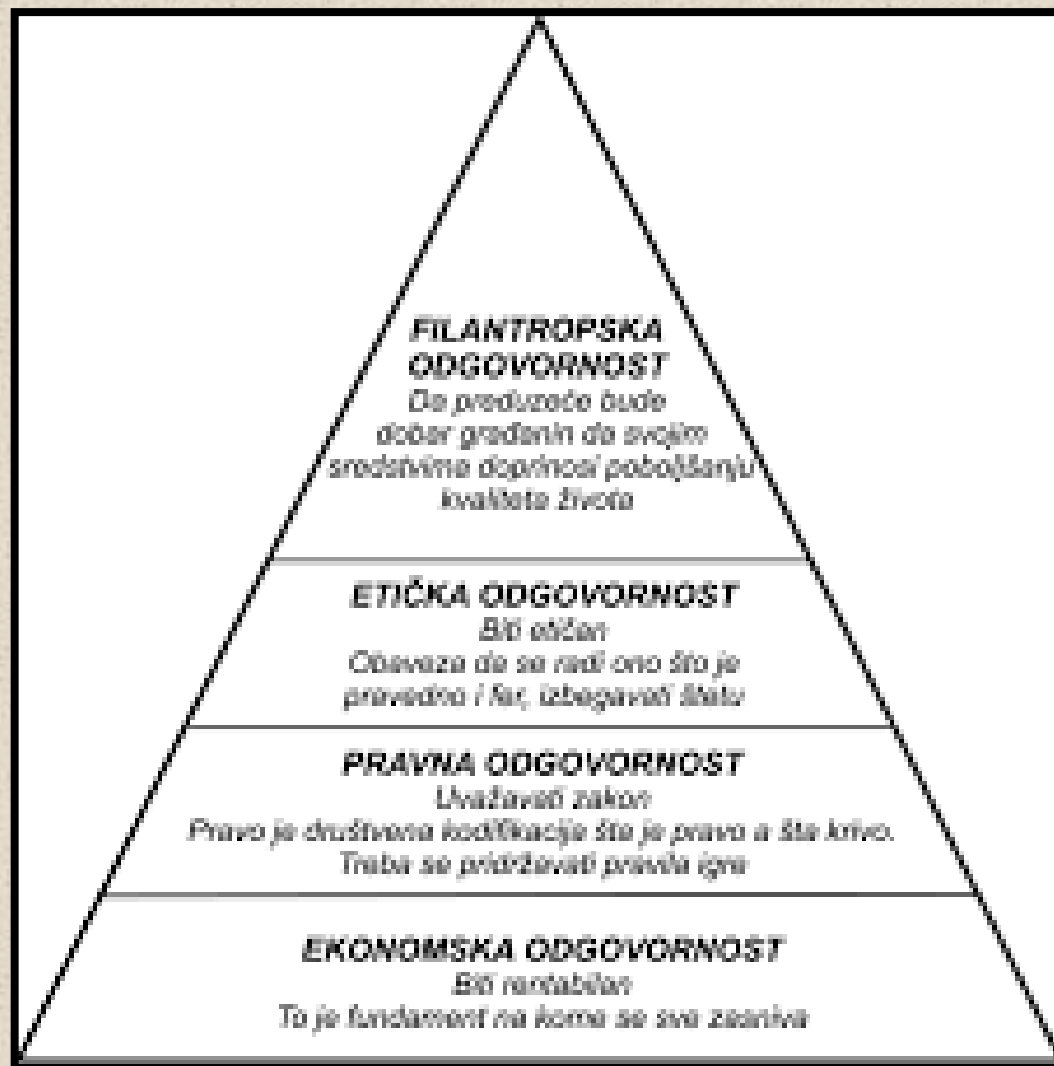 FILANTROPSKA
ODGOVORNOST
Da preduzeće bude
dobar građanin da svojim
sredstvima doprinosi poboljšanju
kvaliteta života
ETIČKA ODGOVORNOST
Biti etičan
Obaveza da se radi ono što je
pravedno i fer, izbegavati štetu
PRAVNA ODGOVORNOST
Uvažavati zakon
Pravo je društvena kodifikacija šta je pravo a šta krivo.
Treba se pridržavati pravila igre
EKONOMSKA ODGOVORNOST
Biti rentabilan
To je fundament na kome se sve zasniva